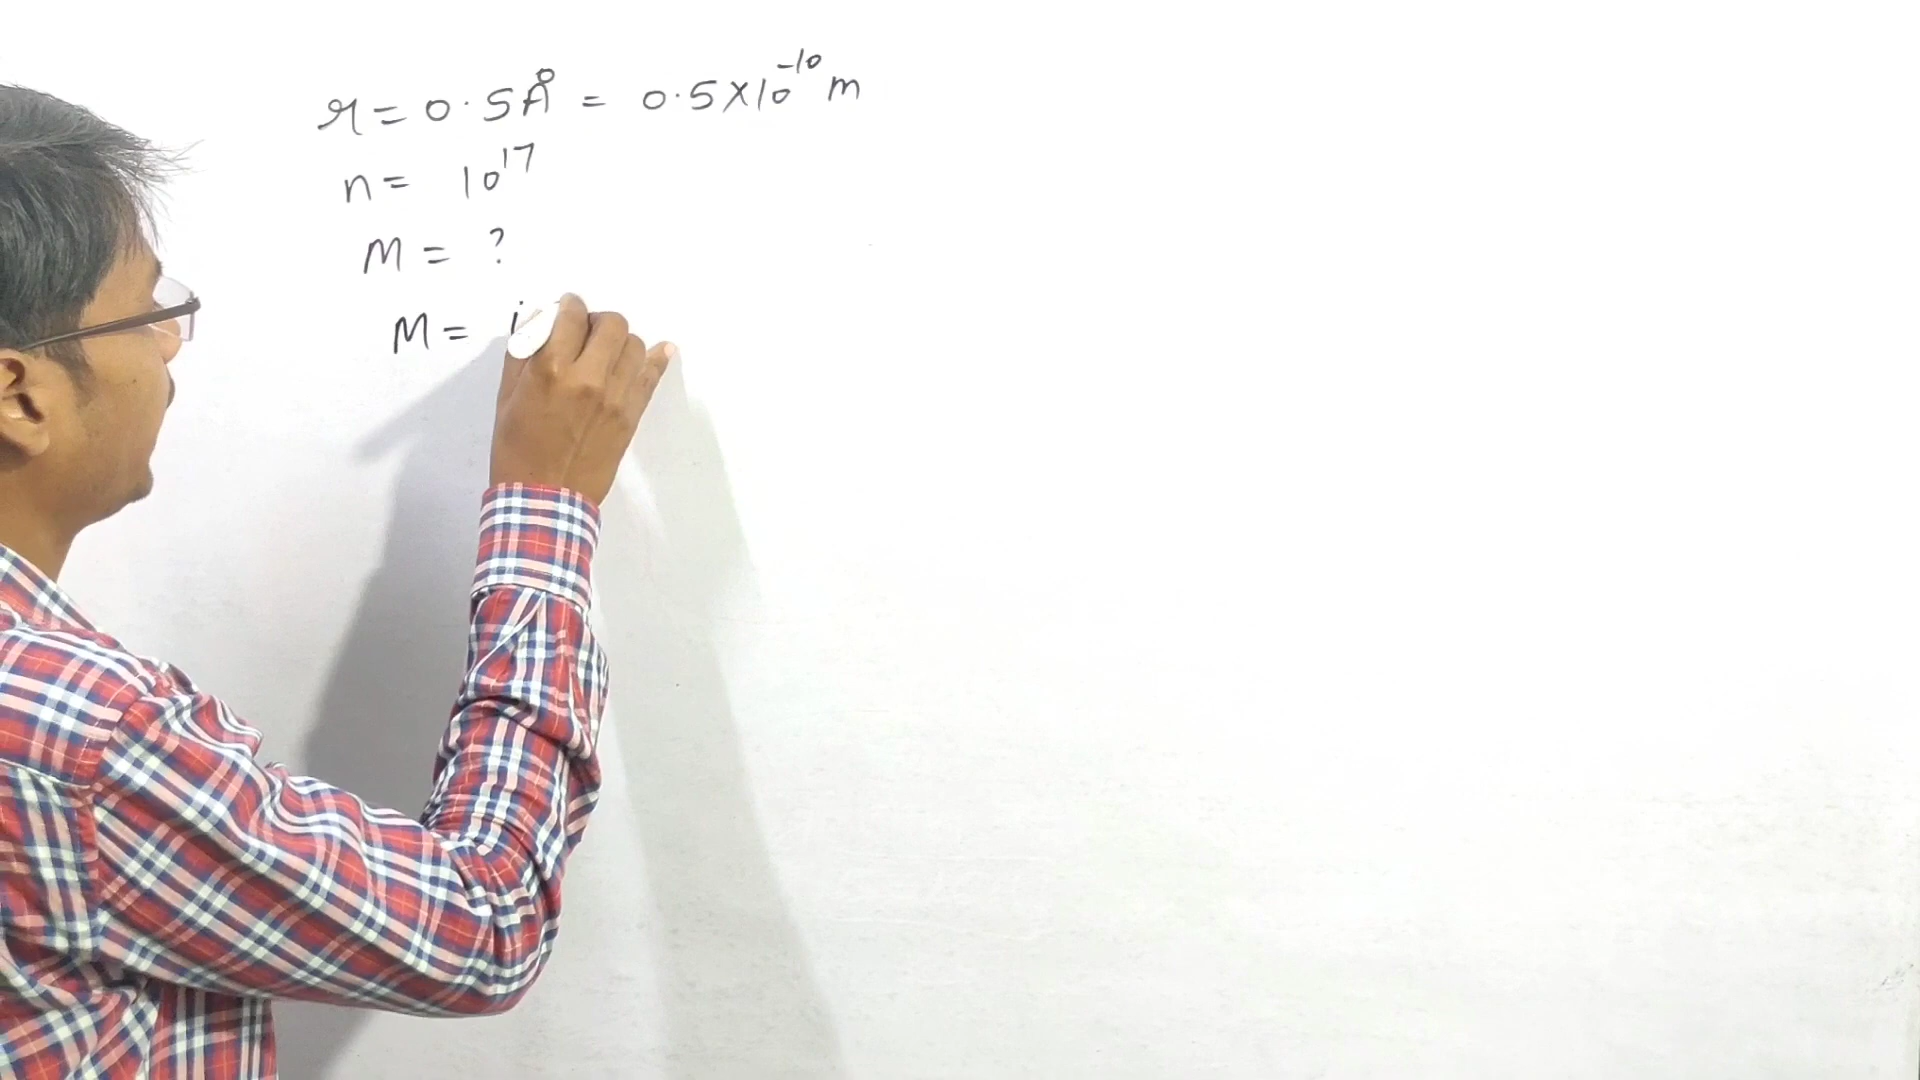 r = 0.5Å = 0.5×10⁻¹⁰ m
n = 10¹⁷
M = ?
M = i